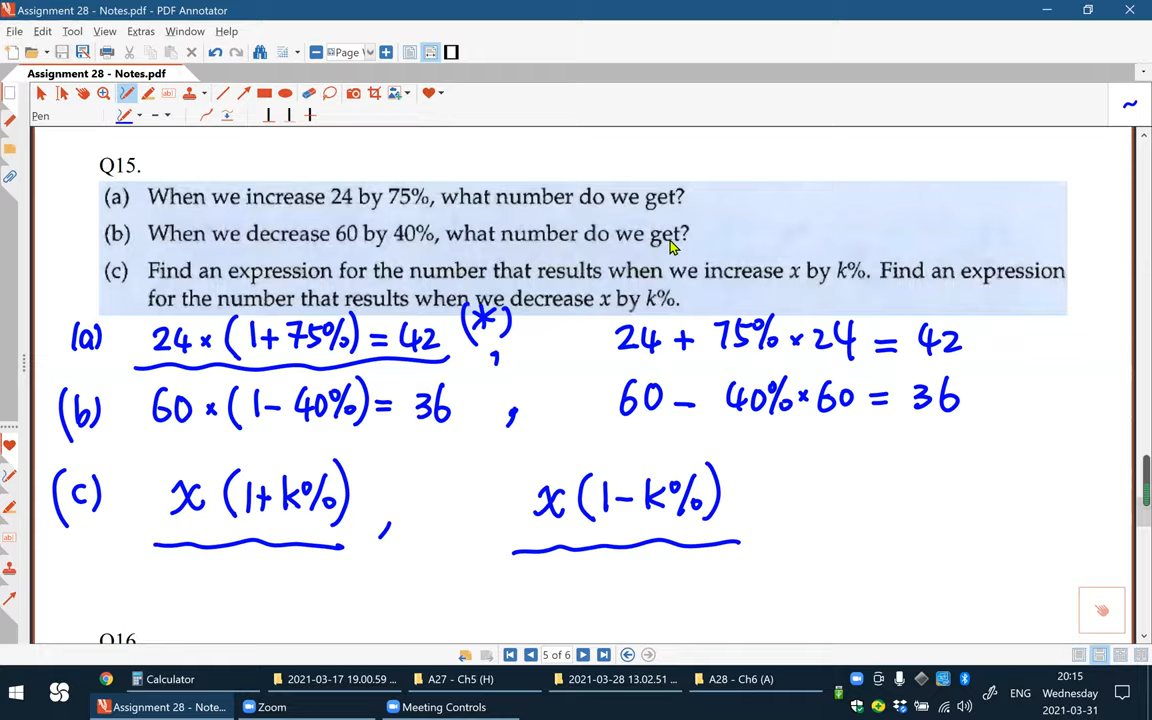 Assignment 28 - Notes.pdf - PDF Annotator
File Edit Tool View Extras Window Help
Page W
Assignment 28 - Notes.pdf
Pen
Q15.
(a) When we increase 24 by 75%, what number do we get?
(b) When we decrease 60 by 40%, what number do we get?
(c) Find an expression for the number that results when we increase x by k%. Find an expression
for the number that results when we decrease x by k%.
(a) 24 × (1 + 75%) = 42 (*) , 24 + 75% × 24 = 42
(b) 60 × (1 - 40%) = 36 , 60 - 40% × 60 = 36
(c) x (1 + k%) , x (1 - k%)
Q16.
5 of 6
Calculator 2021-03-17 19.00.59 ... A27 - Ch5 (H) 2021-03-28 13.02.51 ... A28 - Ch6 (A)
Assignment 28 - Note... Zoom Meeting Controls
ENG
20:15
Wednesday
2021-03-31